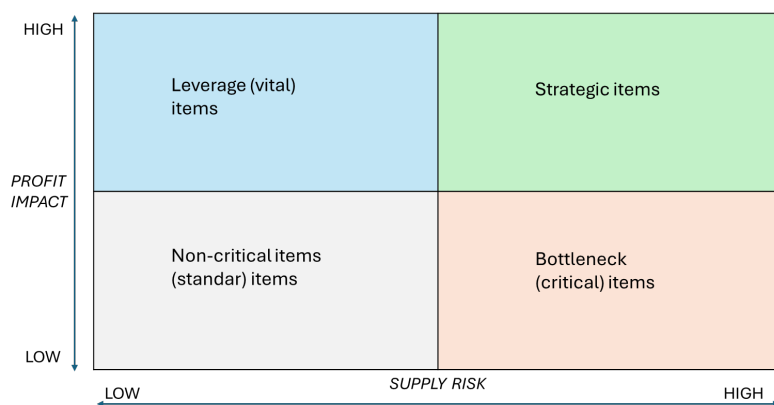 HIGH
Leverage (vital)
items
Strategic items
PROFIT
IMPACT
Non-critical items
(standar) items
Bottleneck
(critical) items
LOW
SUPPLY RISK
LOW
HIGH